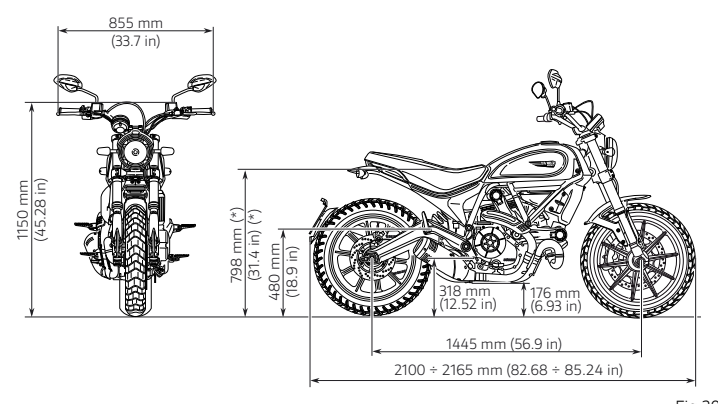 855 mm
(33.7 in)
1150 mm
(45.28 in)
798 mm (*)
(31.4 in) (*)
480 mm
(18.9 in)
318 mm
(12.52 in)
176 mm
(6.93 in)
1445 mm (56.9 in)
2100 ÷ 2165 mm (82.68 ÷ 85.24 in)